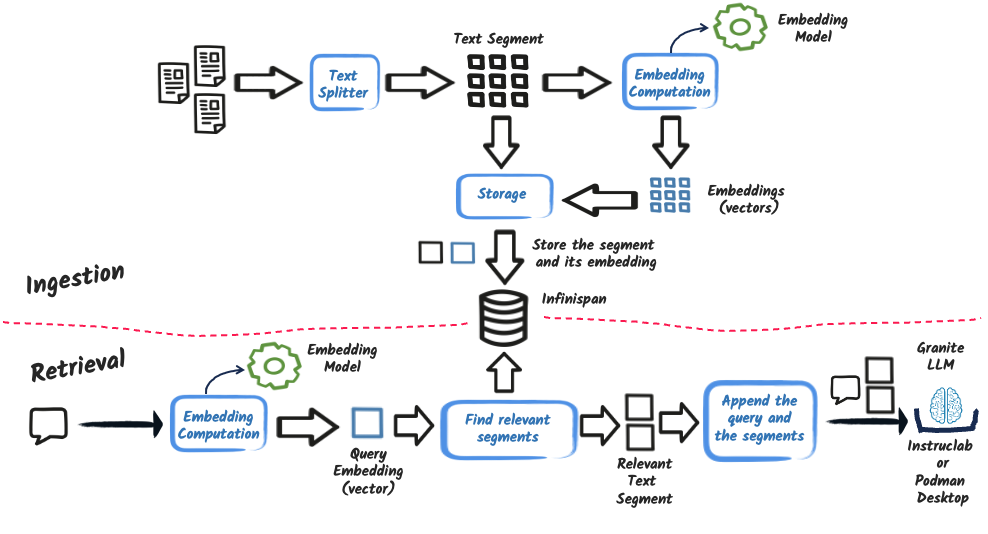 Text Segment
Embedding
Model
Text
Splitter
Embedding
Computation
Storage
Embeddings
(vectors)
Store the segment
and its embedding
Ingestion
Infinispan
Retrieval
Embedding
Model
Granite
LLM
Embedding
Computation
Find relevant
segments
Append the
query and
the segments
Query
Embedding
(vector)
Relevant
Text
Segment
Instruclab
or
Podman
Desktop